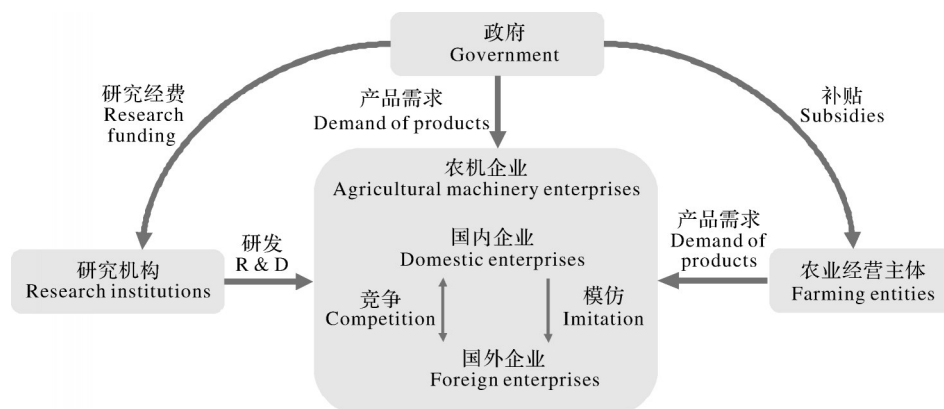 政府
Government
研究经费
Research
funding
产品需求
Demand of products
补贴
Subsidies
农机企业
Agricultural machinery enterprises
国内企业
Domestic enterprises
竞争
Competition
模仿
Imitation
国外企业
Foreign enterprises
研发
R & D
研究机构
Research institutions
产品需求
Demand of
products
农业经营主体
Farming entities